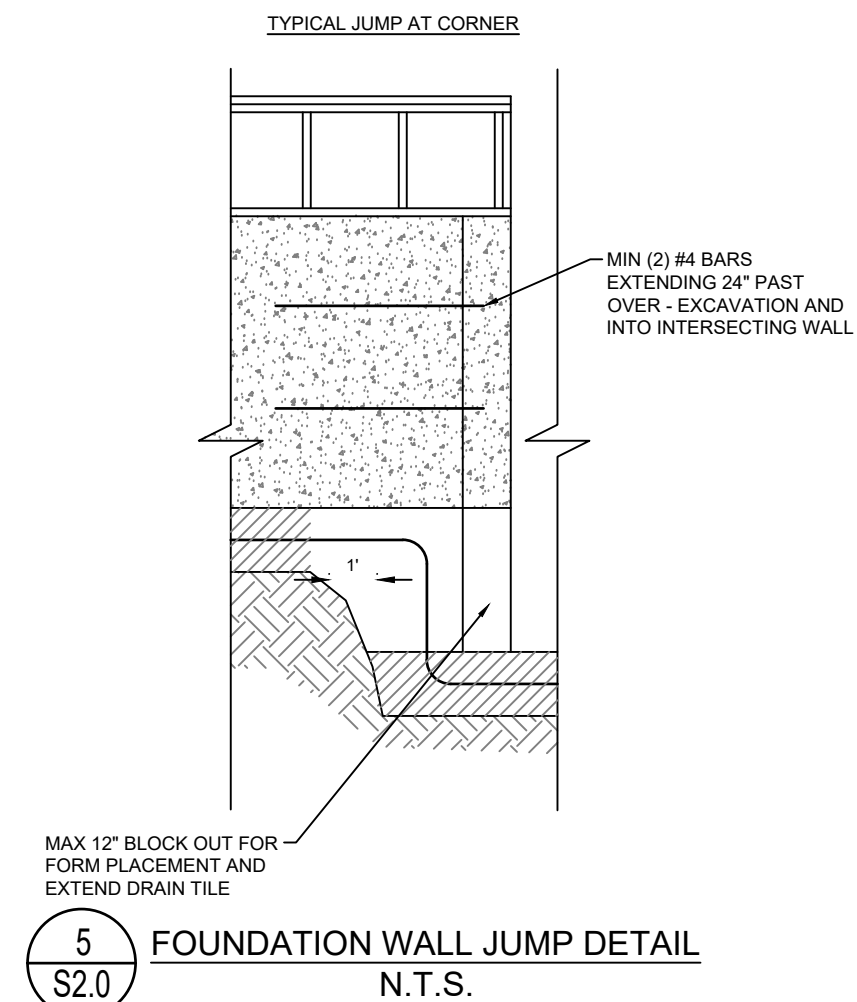 TYPICAL JUMP AT CORNER
MIN (2) #4 BARS
EXTENDING 24" PAST
OVER - EXCAVATION AND
INTO INTERSECTING WALL
1'
MAX 12" BLOCK OUT FOR
FORM PLACEMENT AND
EXTEND DRAIN TILE
5
S2.0
FOUNDATION WALL JUMP DETAIL
N.T.S.